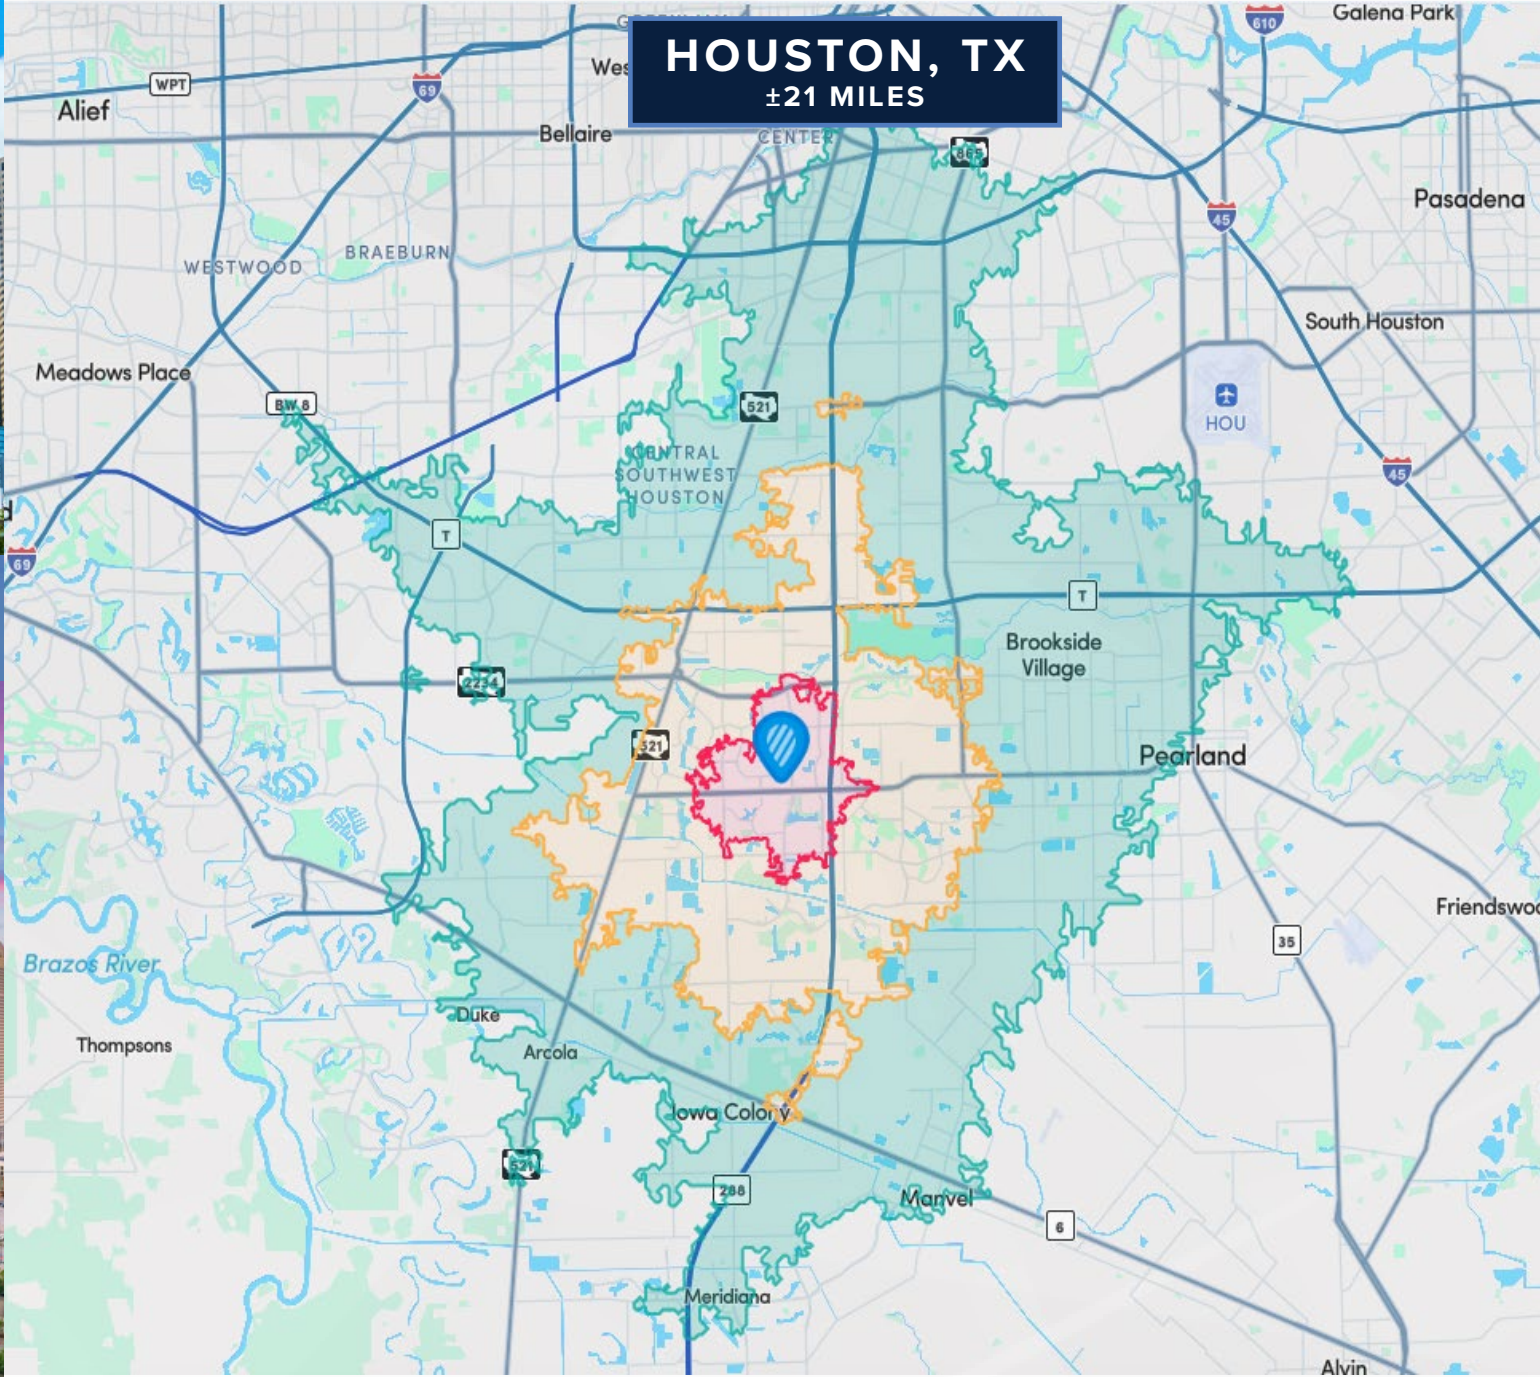 Galena Park
610
HOUSTON, TX
±21 MILES
WPT
69
Alief
Bellaire
CENTER
865
Pasadena
45
BRAEBURN
WESTWOOD
South Houston
Meadows Place
BW 8
521
HOU
CENTRAL
SOUTHWEST
HOUSTON
45
T
69
T
Brookside
Village
2234
521
Pearland
Friendswoo
35
Brazos River
Duke
Thompsons
Arcola
Iowa Colony
521
288
Manvel
6
Meridiana
Alvin